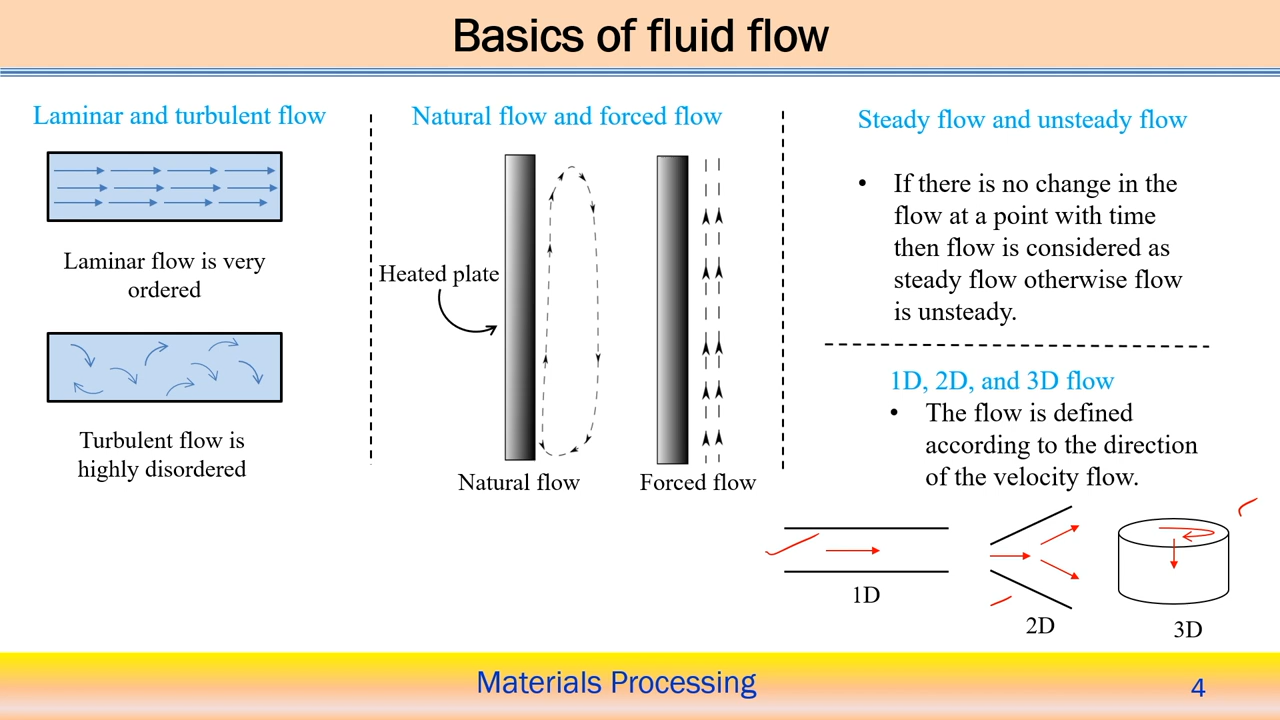 Basics of fluid flow
Laminar and turbulent flow
Laminar flow is very
ordered
Turbulent flow is
highly disordered
Natural flow and forced flow
Heated plate
Natural flow
Forced flow
Steady flow and unsteady flow
• If there is no change in the
flow at a point with time
then flow is considered as
steady flow otherwise flow
is unsteady.
1D, 2D, and 3D flow
• The flow is defined
according to the direction
of the velocity flow.
1D
2D
3D
Materials Processing
4